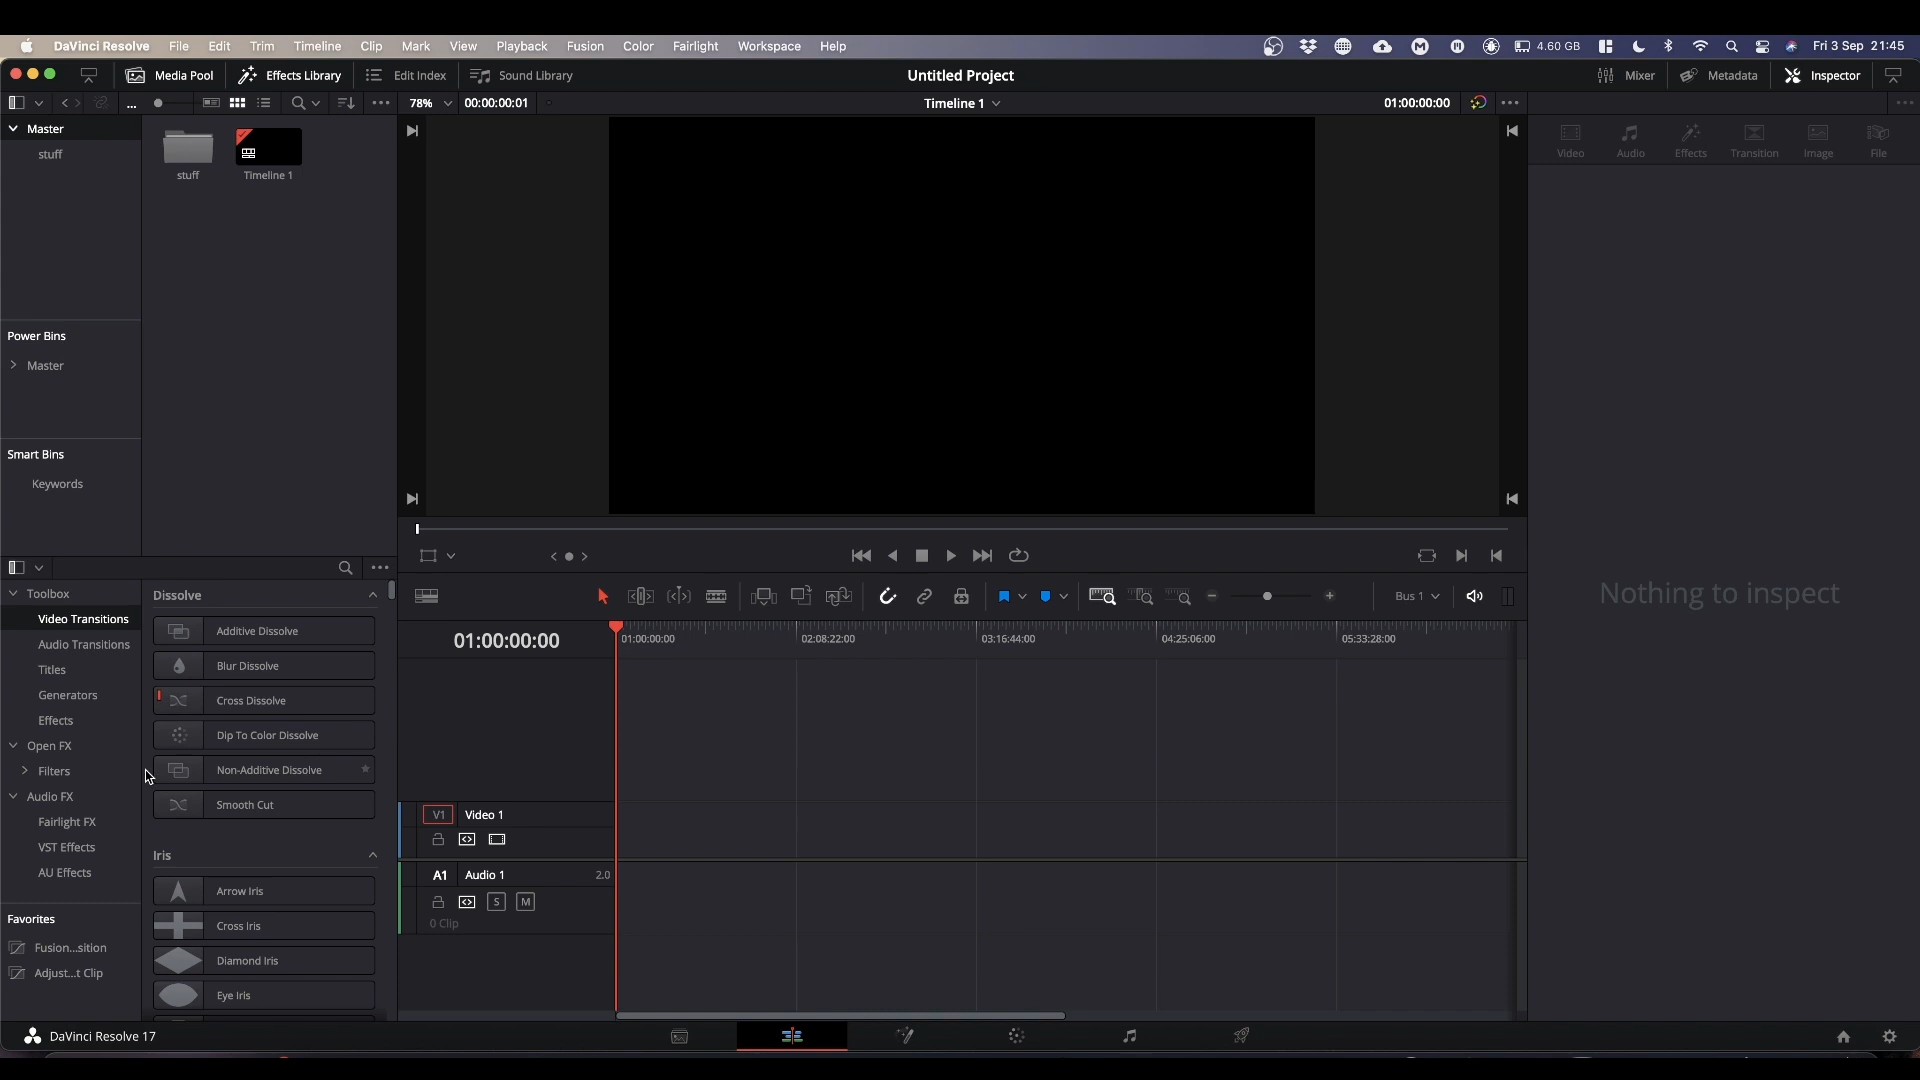 DaVinci Resolve File Edit Trim Timeline Clip Mark View Playback Fusion Color Fairlight Workspace Help 4.60 GB Fri 3 Sep 21:45
Media Pool Effects Library Edit Index Sound Library Untitled Project Mixer Metadata Inspector
... 78% 00:00:00:01 Timeline 1 01:00:00:00
Master
stuff
stuff Timeline 1
Video Audio Effects Transition Image File
Power Bins
Master
Smart Bins
Keywords
Toolbox
Video Transitions
Audio Transitions
Titles
Generators
Effects
Open FX
Filters
Audio FX
Fairlight FX
VST Effects
AU Effects
Favorites
Fusion...sition
Adjust...t Clip
Dissolve
Additive Dissolve
Blur Dissolve
Cross Dissolve
Dip To Color Dissolve
Non-Additive Dissolve
Smooth Cut
Iris
Arrow Iris
Cross Iris
Diamond Iris
Eye Iris
Bus 1
Nothing to inspect
01:00:00:00 01:00:00:00 02:08:22:00 03:16:44:00 04:25:06:00 05:33:28:00
V1 Video 1
A1 Audio 1 2.0
S M
0 Clip
DaVinci Resolve 17